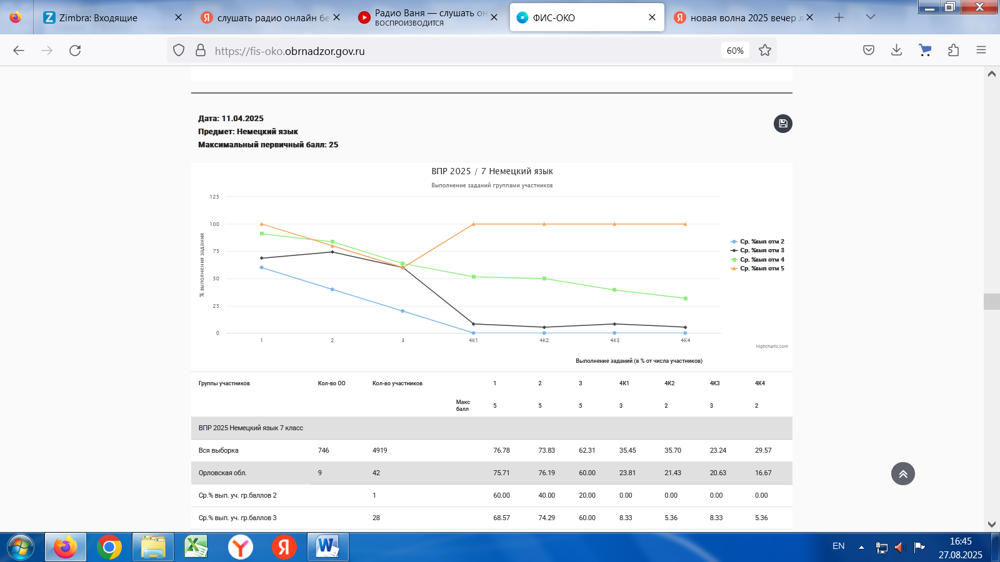 Zimbra: Входящие
слушать радио онлайн бе
Радио Ваня — слушать он
ВОСПРОИЗВОДИТСЯ
ФИС-ОКО
новая волна 2025 вечер л
https://fis-oko.obrnadzor.gov.ru
60%
Дата: 11.04.2025
Предмет: Немецкий язык
Максимальный первичный балл: 25
ВПР 2025 / 7 Немецкий язык
Выполнение заданий группами участников
% выполнения задания
125
100
75
50
25
0
1 2 3 4К1 4К2 4К3 4К4
Ср. %вып отм 2
Ср. %вып отм 3
Ср. %вып отм 4
Ср. %вып отм 5
Highcharts.com
Выполнение заданий (в % от числа участников)
Группы участников Кол-во ОО Кол-во участников 1 2 3 4К1 4К2 4К3 4К4
Макс балл 5 5 5 3 2 3 2
ВПР 2025 Немецкий язык 7 класс
Вся выборка 746 4919 76.78 73.83 62.31 35.45 35.70 23.24 29.57
Орловская обл. 9 42 75.71 76.19 60.00 23.81 21.43 20.63 16.67
Ср.% вып. уч. гр.баллов 2 1 60.00 40.00 20.00 0.00 0.00 0.00 0.00
Ср.% вып. уч. гр.баллов 3 28 68.57 74.29 60.00 8.33 5.36 8.33 5.36
EN
16:45
27.08.2025